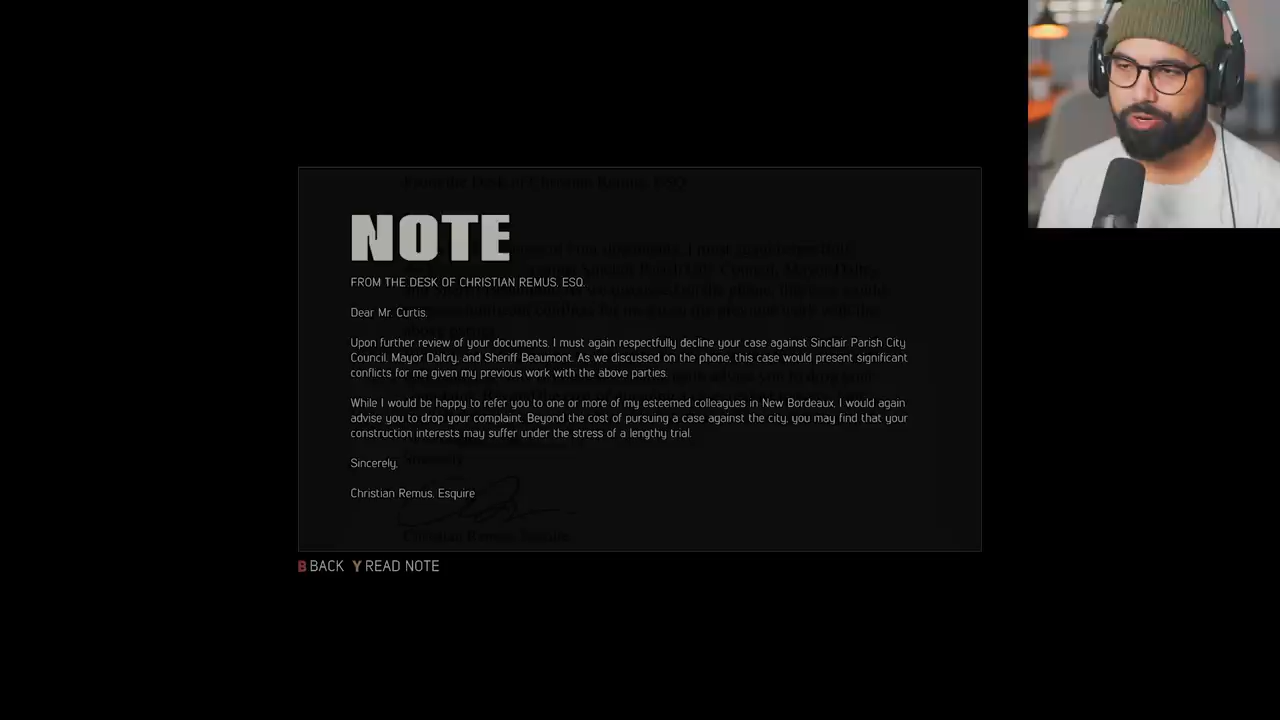 NOTE
FROM THE DESK OF CHRISTIAN REMUS, ESQ.
Dear Mr. Curtis,
Upon further review of your documents, I must again respectfully decline your case against Sinclair Parish City
Council, Mayor Daltry, and Sheriff Beaumont. As we discussed on the phone, this case would present significant
conflicts for me given my previous work with the above parties.
While I would be happy to refer you to one or more of my esteemed colleagues in New Bordeaux, I would again
advise you to drop your complaint. Beyond the cost of pursuing a case against the city, you may find that your
construction interests may suffer under the stress of a lengthy trial.
Sincerely,
Christian Remus, Esquire
B BACK Y READ NOTE